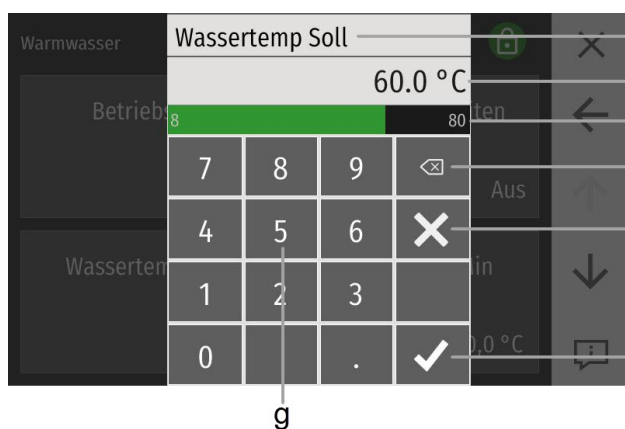 Warmwasser
Wassertemp Soll
60.0 °C
Betriebs
ten
8
80
7 8 9
Aus
4 5 6
Wassertem
in
1 2 3
0 .
0,0 °C
g